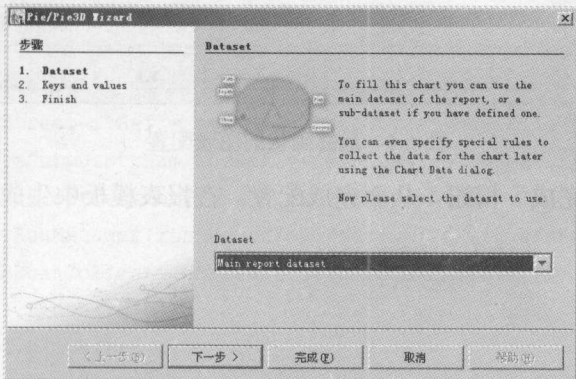 Pie/Pie3D Wizard
步骤
1. Dataset
2. Keys and values
3. Finish
Dataset
To fill this chart you can use the
main dataset of the report, or a
sub-dataset if you have defined one.
You can even specify special rules to
collect the data for the chart later
using the Chart Data dialog.
Now please select the dataset to use.
Dataset
Main report dataset
< 上一步(B)
下一步 >
完成(F)
取消
帮助(H)